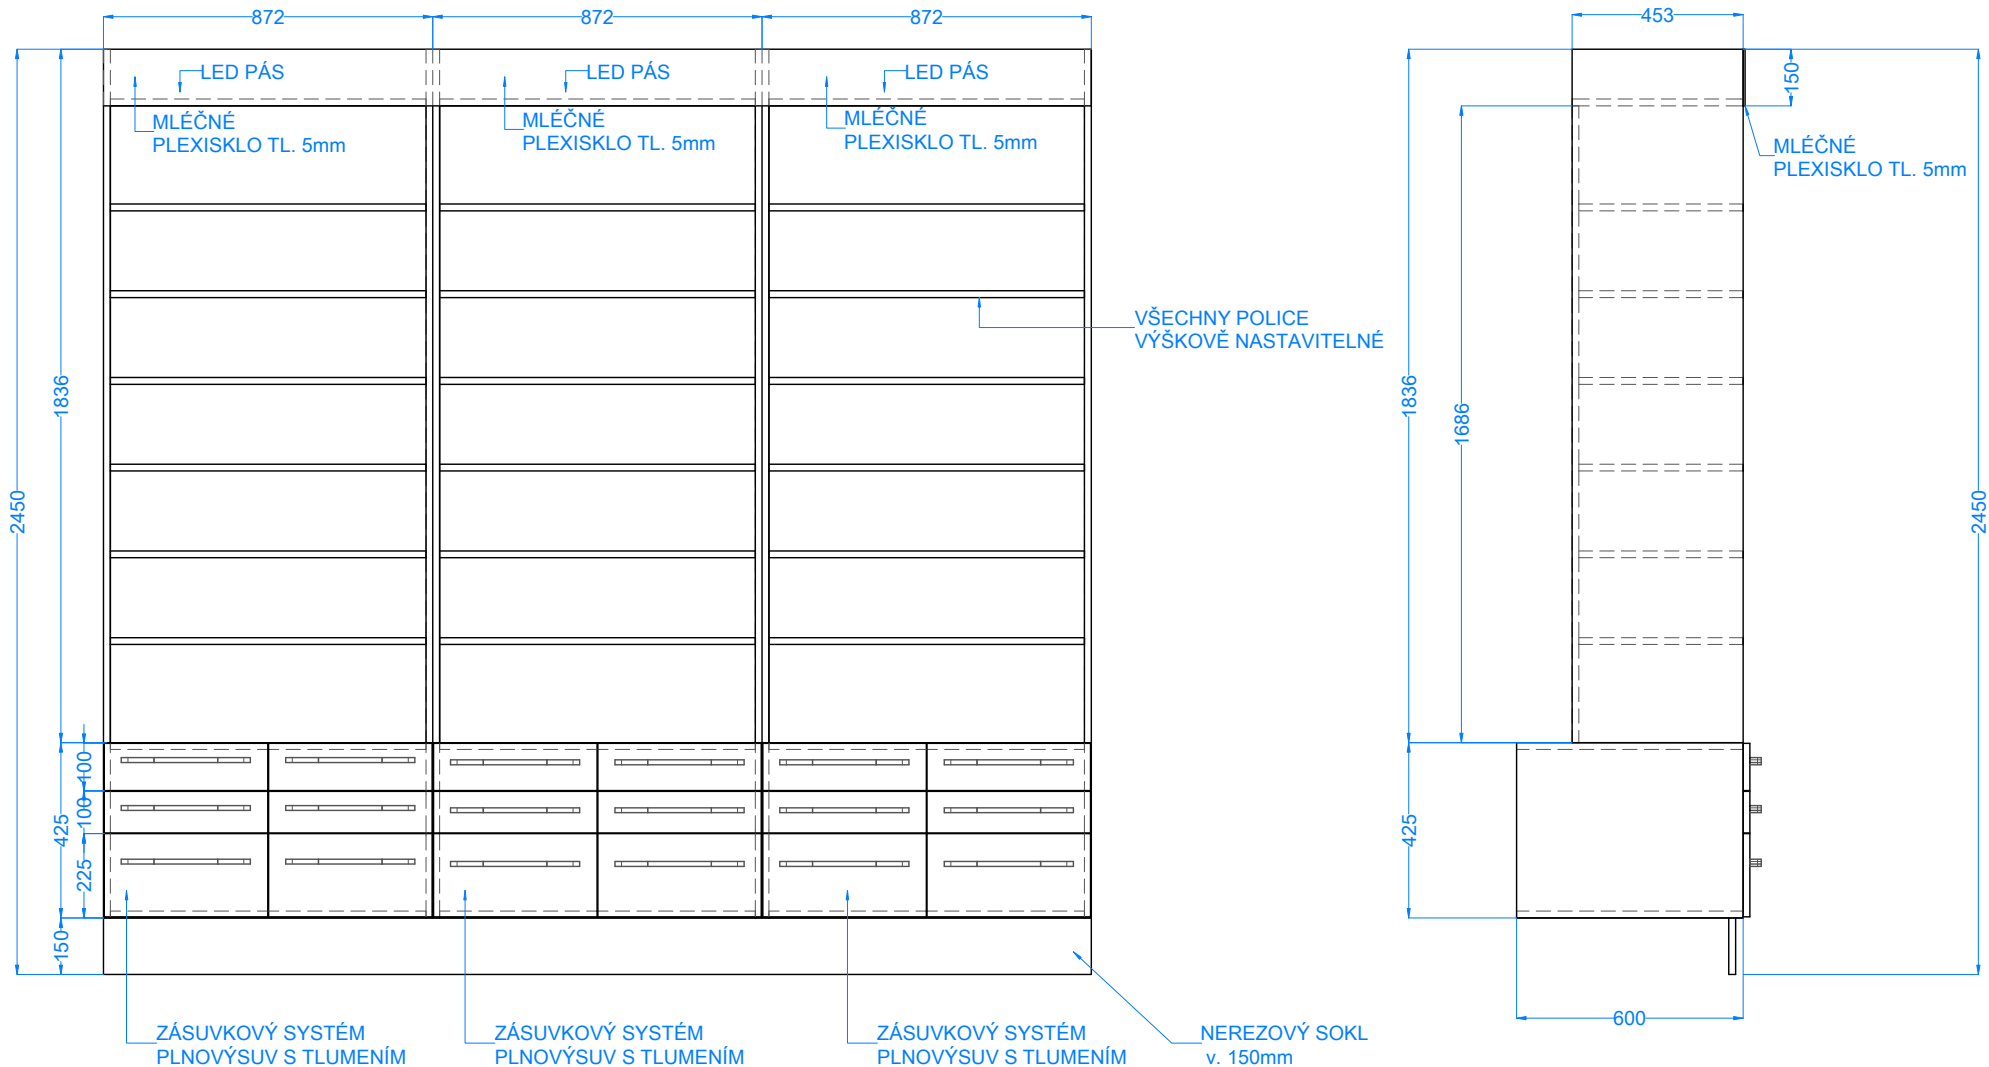 872
872
872
453
LED PÁS
LED PÁS
LED PÁS
150
MLÉČNÉ
PLEXISKLO TL. 5mm
MLÉČNÉ
PLEXISKLO TL. 5mm
MLÉČNÉ
PLEXISKLO TL. 5mm
MLÉČNÉ
PLEXISKLO TL. 5mm
VŠECHNY POLICE
VÝŠKOVĚ NASTAVITELNÉ
1836
2450
1836
1686
2450
100
100
425
225
150
425
600
ZÁSUVKOVÝ SYSTÉM
PLNOVÝSUV S TLUMENÍM
ZÁSUVKOVÝ SYSTÉM
PLNOVÝSUV S TLUMENÍM
ZÁSUVKOVÝ SYSTÉM
PLNOVÝSUV S TLUMENÍM
NEREZOVÝ SOKL
v. 150mm